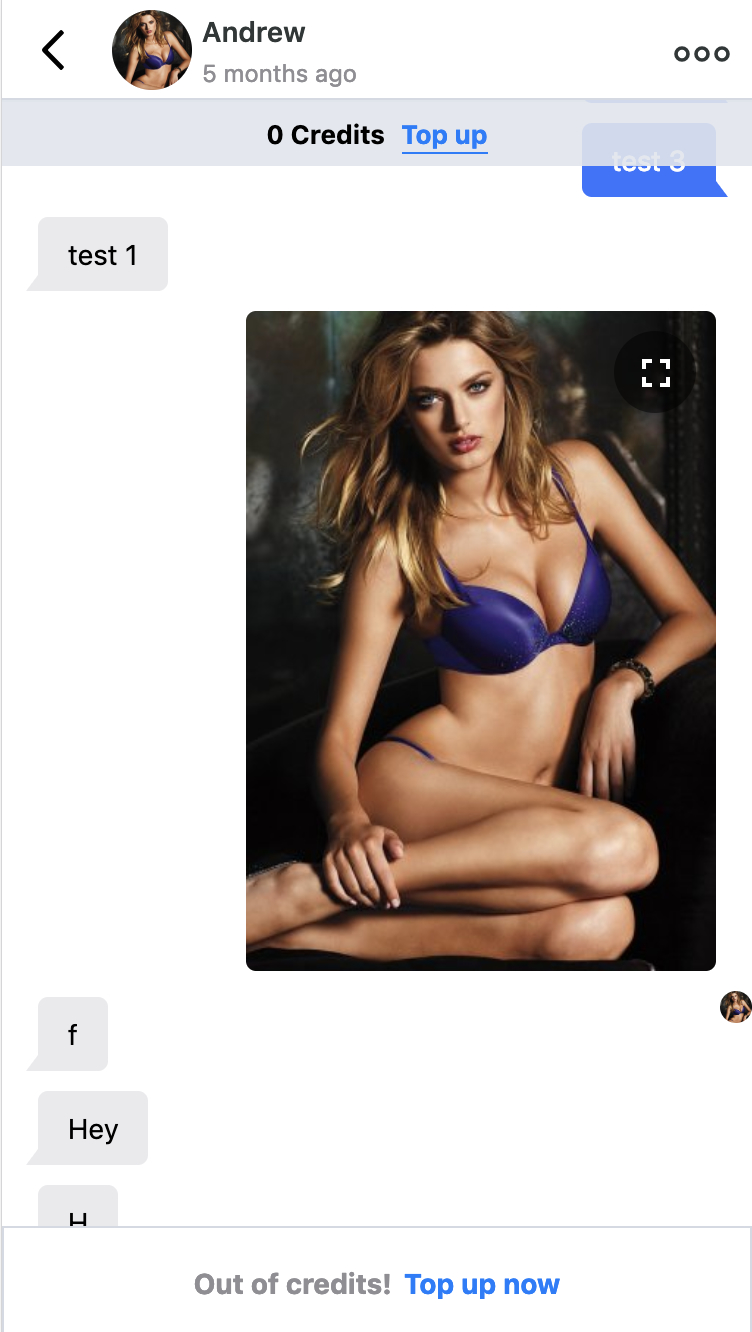 Andrew
5 months ago
0 Credits Top up
test 3
test 1
f
Hey
H
Out of credits! Top up now